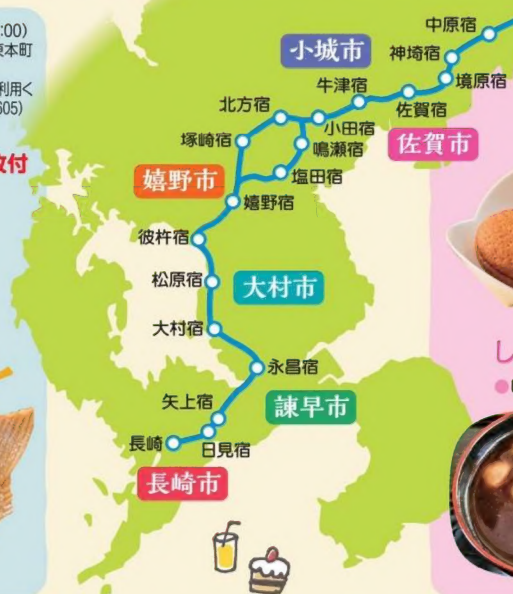 :00)
東本町
利用く
605)
枚付
中原宿
小城市
神埼宿
境原宿
牛津宿
佐賀宿
北方宿
小田宿
佐賀市
塚崎宿
鳴瀬宿
嬉野市
塩田宿
嬉野宿
彼杵宿
松原宿
大村市
大村宿
永昌宿
矢上宿
諫早市
長崎
日見宿
長崎市
し